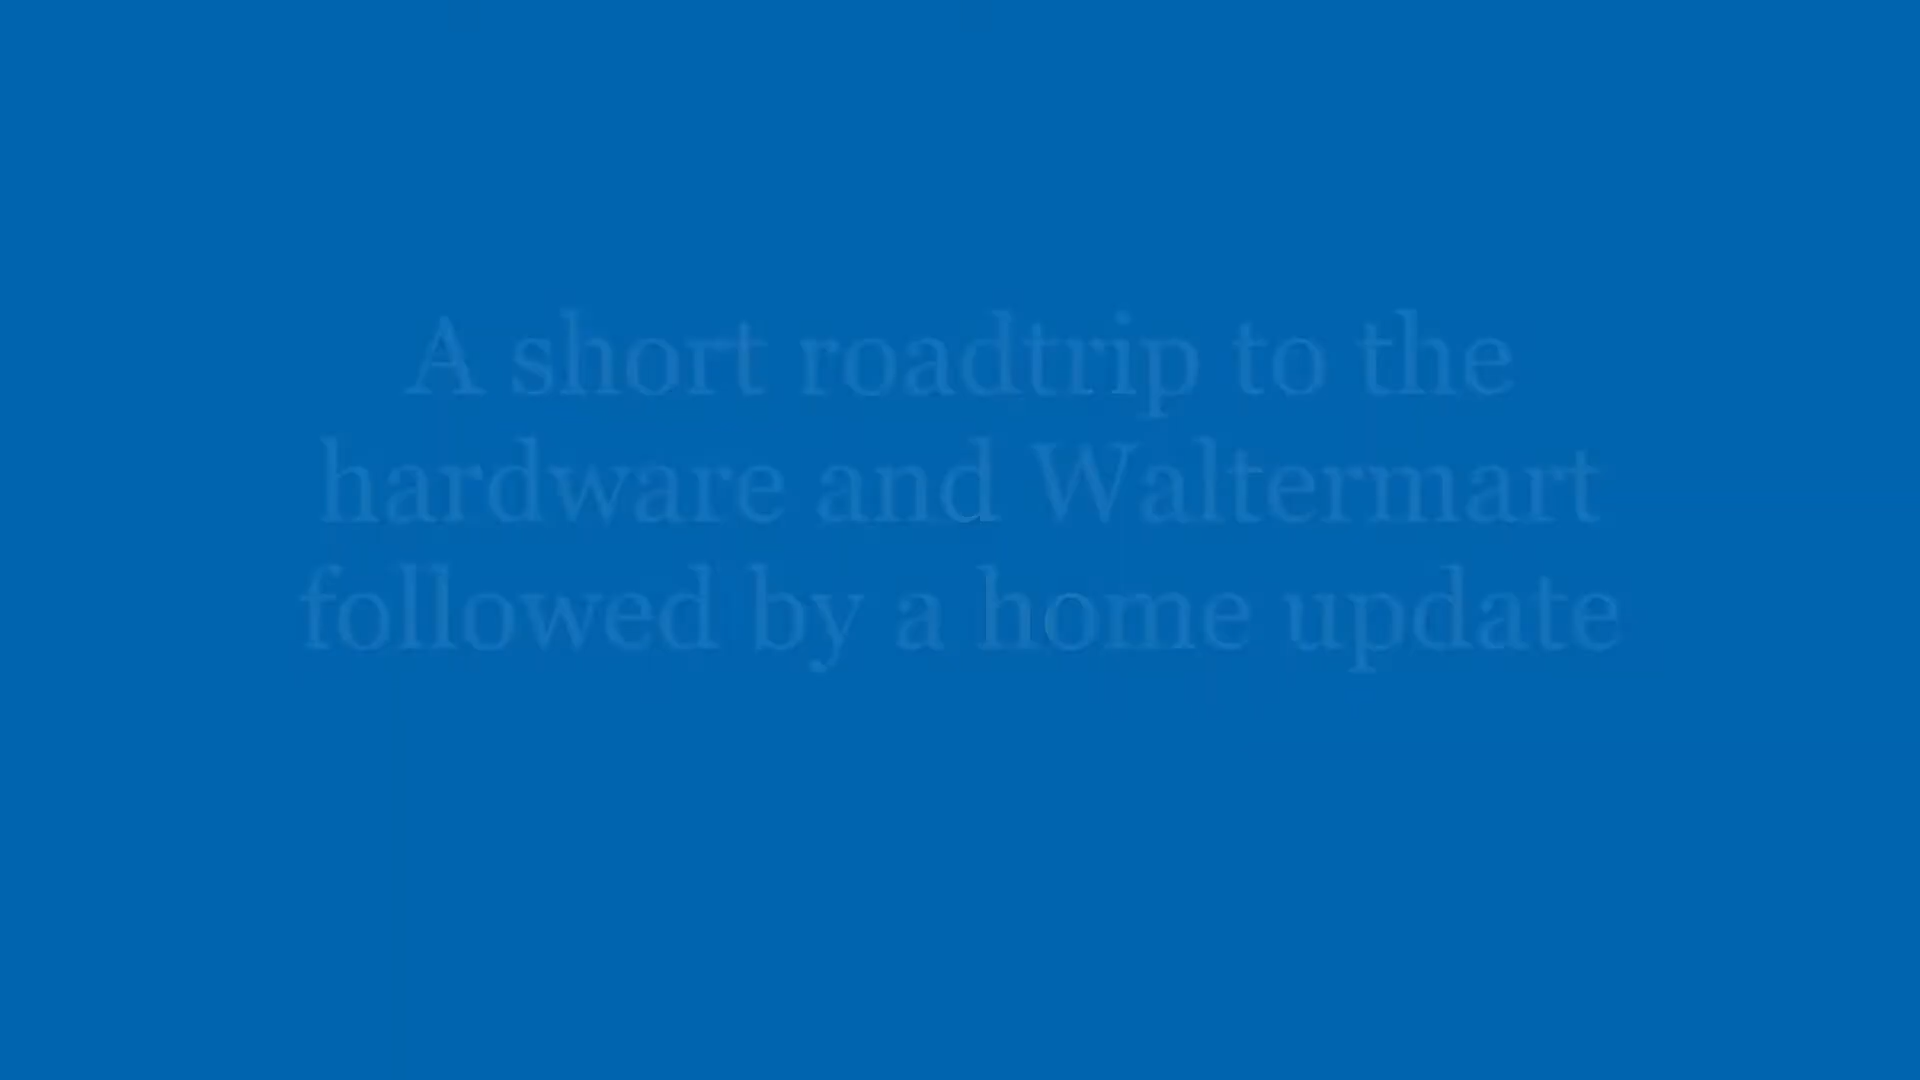 A short roadtrip to the
hardware and Waltermart
followed by a home update